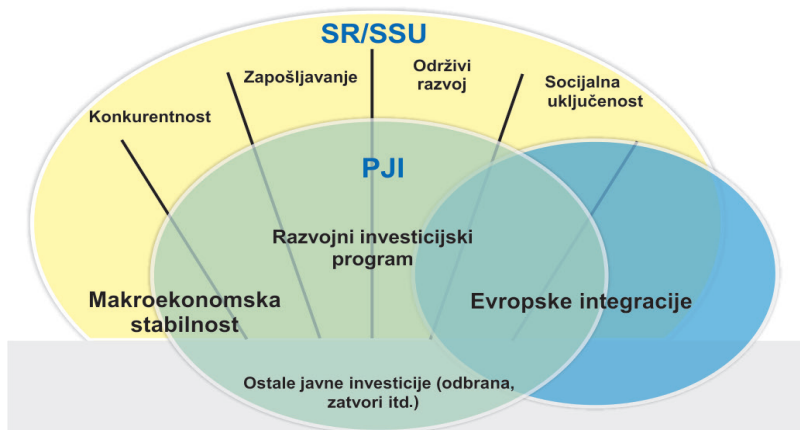 SR/SSU
Konkurentnost
Zapošljavanje
Održivi
razvoj
Socijalna
uključenost
PJI
Razvojni investicijski
program
Makroekonomska
stabilnost
Evropske integracije
Ostale javne investicije (odbrana,
zatvori itd.)